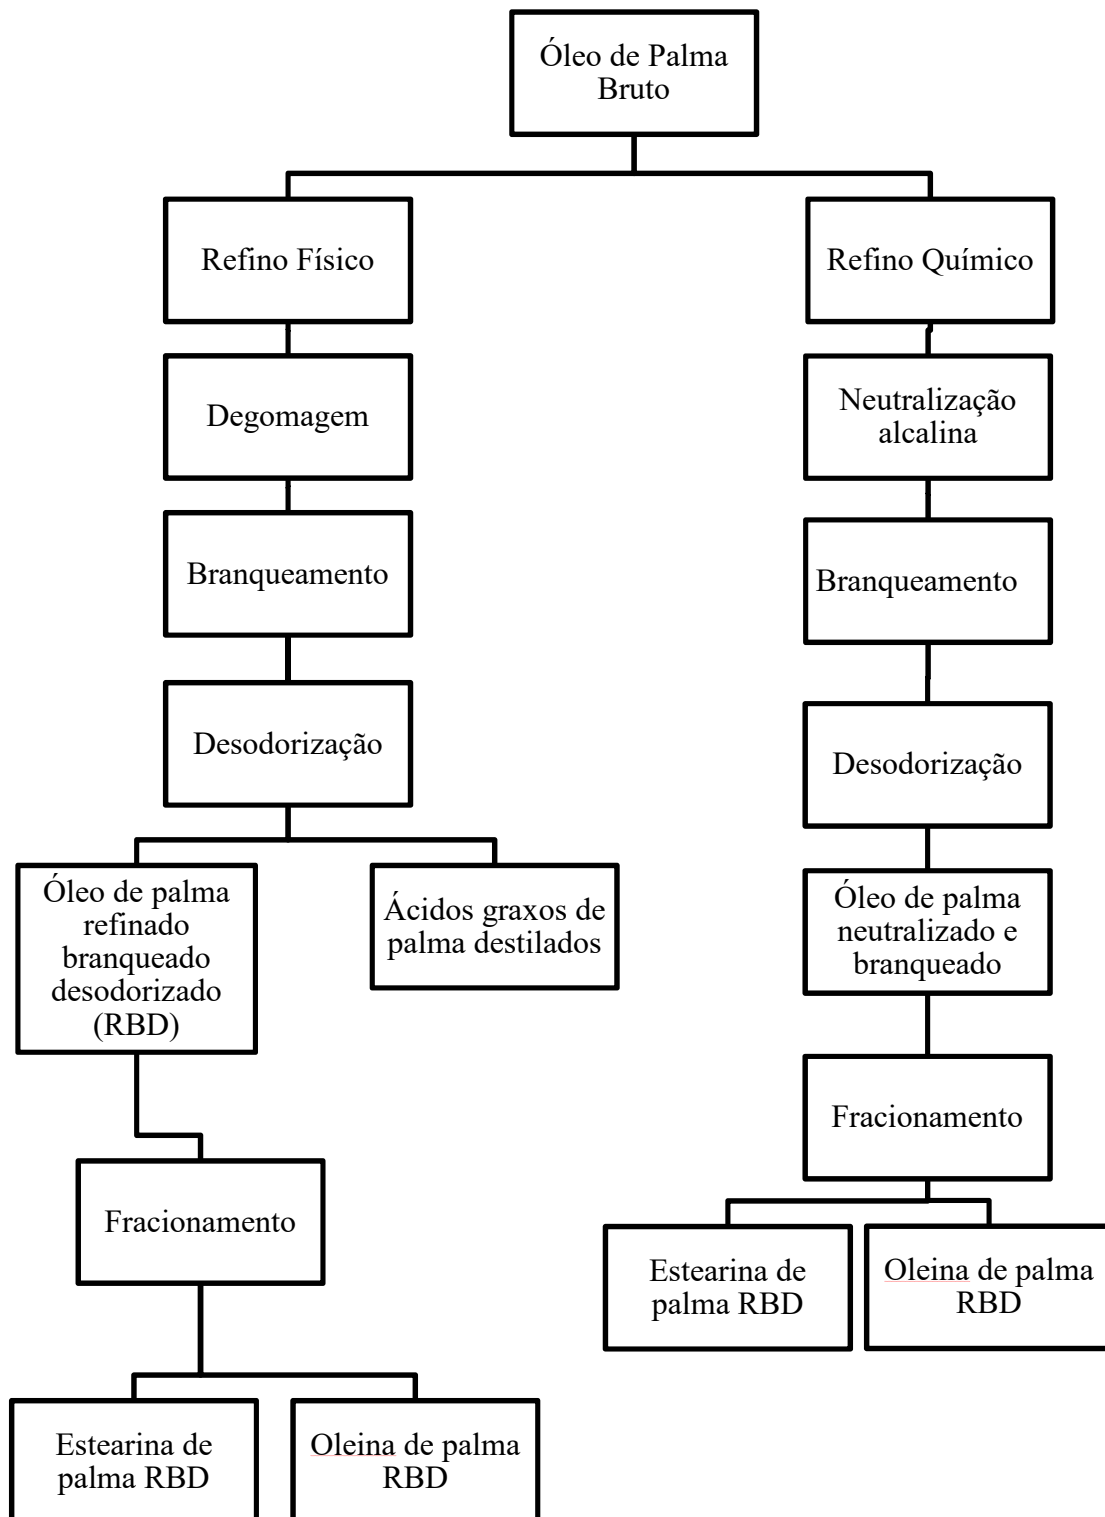 Óleo de Palma
Bruto
Refino Físico
Refino Químico
Degomagem
Neutralização
alcalina
Branqueamento
Branqueamento
Desodorização
Desodorização
Óleo de palma
refinado
branqueado
desodorizado
(RBD)
Ácidos graxos de
palma destilados
Óleo de palma
neutralizado e
branqueado
Fracionamento
Fracionamento
Estearina de
palma RBD
Oleina de palma
RBD
Estearina de
palma RBD
Oleina de palma
RBD